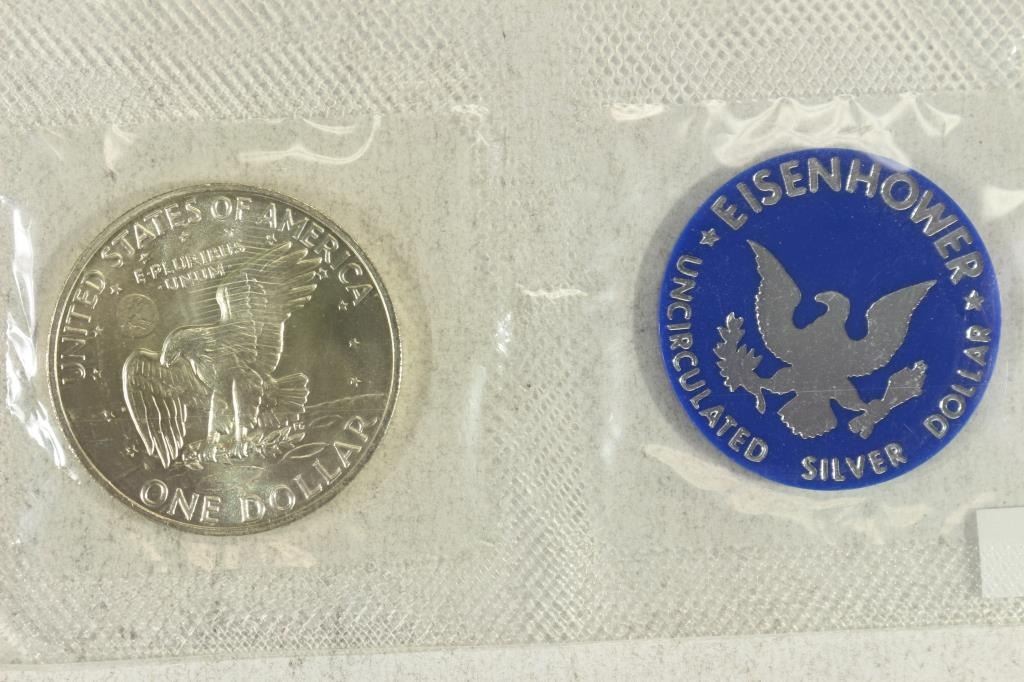 UNITED STATES OF AMERICA
E·PLURIBUS
·UNUM
ONE DOLLAR
EISENHOWER
UNCIRCULATED SILVER DOLLAR